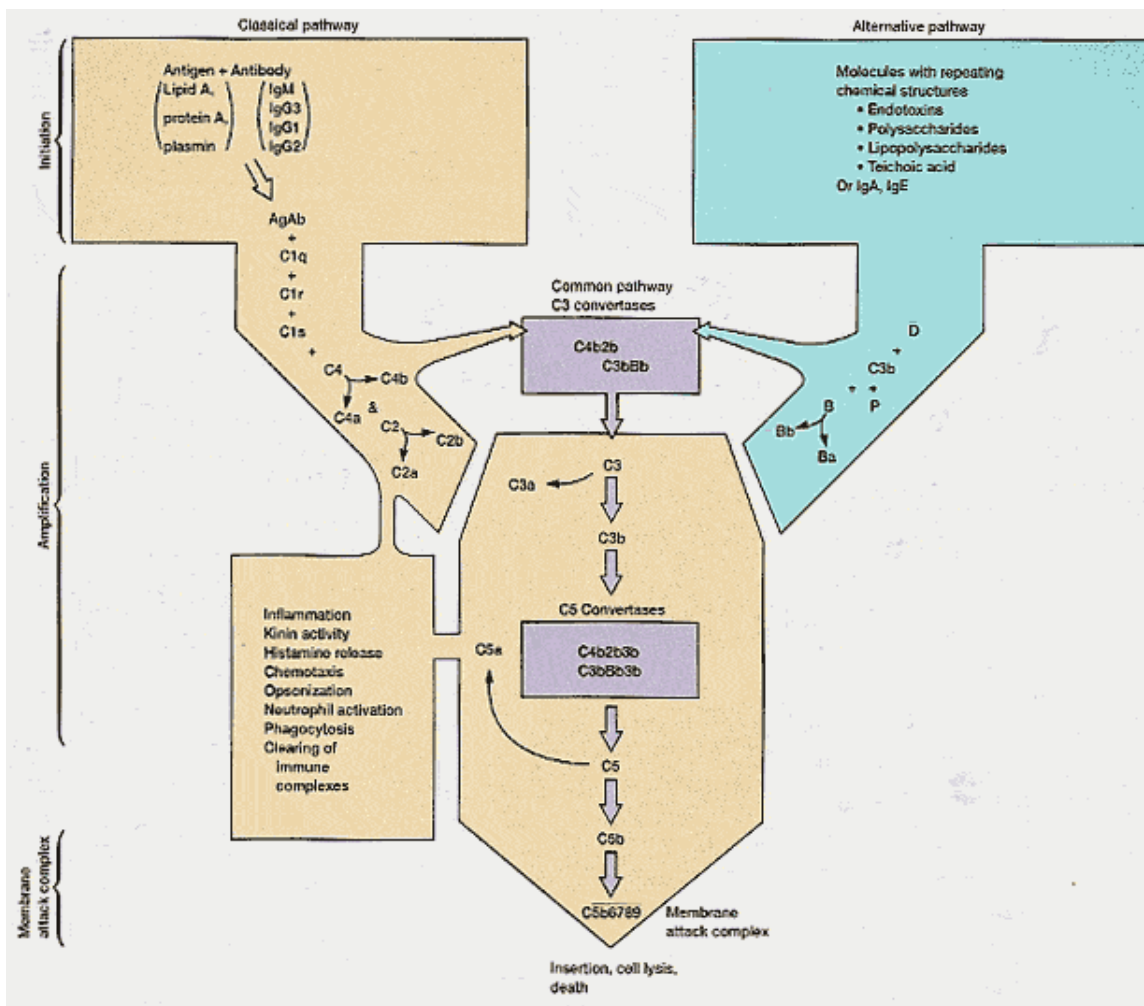 Classical pathway
Alternative pathway
Initiation
Antigen + Antibody
Lipid A,
protein A,
plasmin
IgM
IgG3
IgG1
IgG2
AgAb
+
C1q
+
C1r
+
C1s
+
C4
C4b
C4a
&
C2
C2b
C2a
Molecules with repeating
chemical structures
• Endotoxins
• Polysaccharides
• Lipopolysaccharides
• Teichoic acid
Or IgA, IgE
D
+
C3b
+ +
B P
Bb
Ba
Amplification
Common pathway
C3 convertases
C4b2b
C3bBb
C3
C3a
C3b
C5 Convertases
C4b2b3b
C3bBb3b
C5a
C5
C5b
C5b6789
Membrane
attack complex
Inflammation
Kinin activity
Histamine release
Chemotaxis
Opsonization
Neutrophil activation
Phagocytosis
Clearing of
immune
complexes
Membrane
attack complex
Insertion, cell lysis,
death